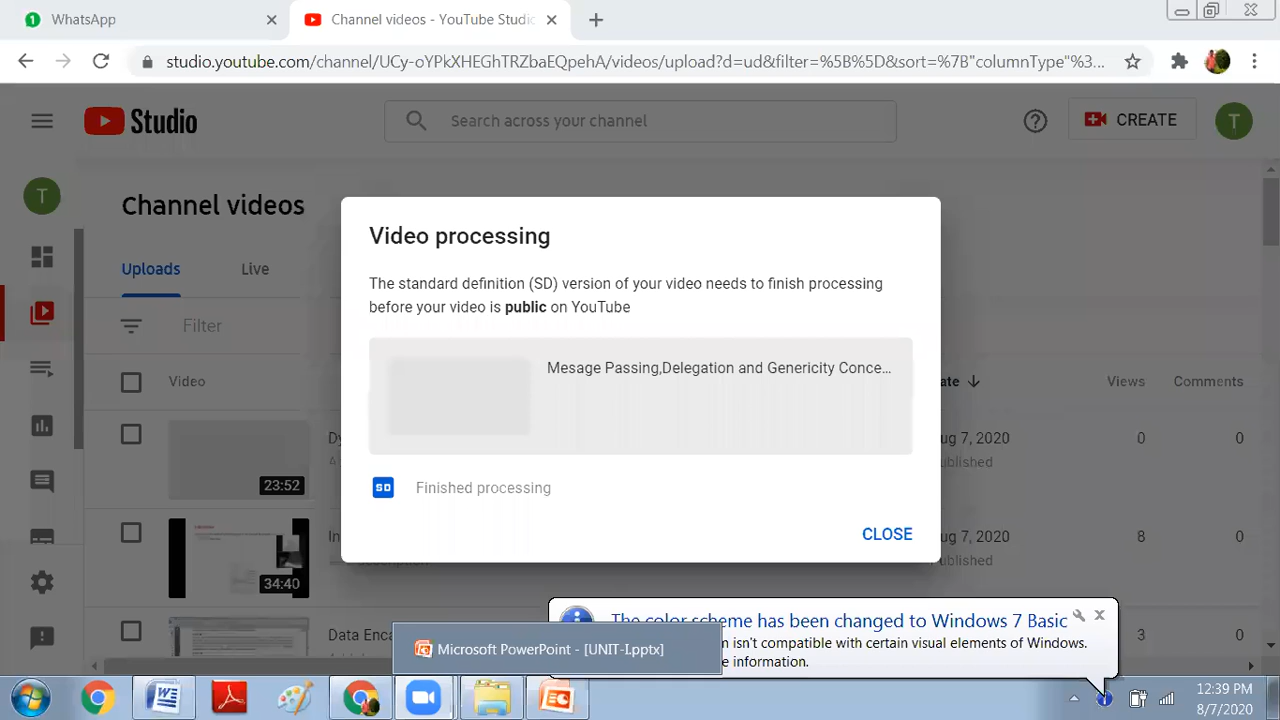 1
WhatsApp
Channel videos - YouTube Studio
studio.youtube.com/channel/UCy-oYPkXHEGhTRZbaEQpehA/videos/upload?d=ud&filter=%5B%5D&sort=%7B"columnType"%3...
Studio
Search across your channel
CREATE
T
T
Channel videos
Uploads
Live
Filter
Video
ate
Views
Comments
Video processing
The standard definition (SD) version of your video needs to finish processing
before your video is public on YouTube
Mesage Passing,Delegation and Genericity Conce...
SD
Finished processing
CLOSE
Dy
23:52
ug 7, 2020
ublished
0
0
In
34:40
description
ug 7, 2020
ublished
8
0
Data Enca
3
0
The color scheme has been changed to Windows 7 Basic
n isn't compatible with certain visual elements of Windows.
e information.
Microsoft PowerPoint - [UNIT-I.pptx]
12:39 PM
8/7/2020